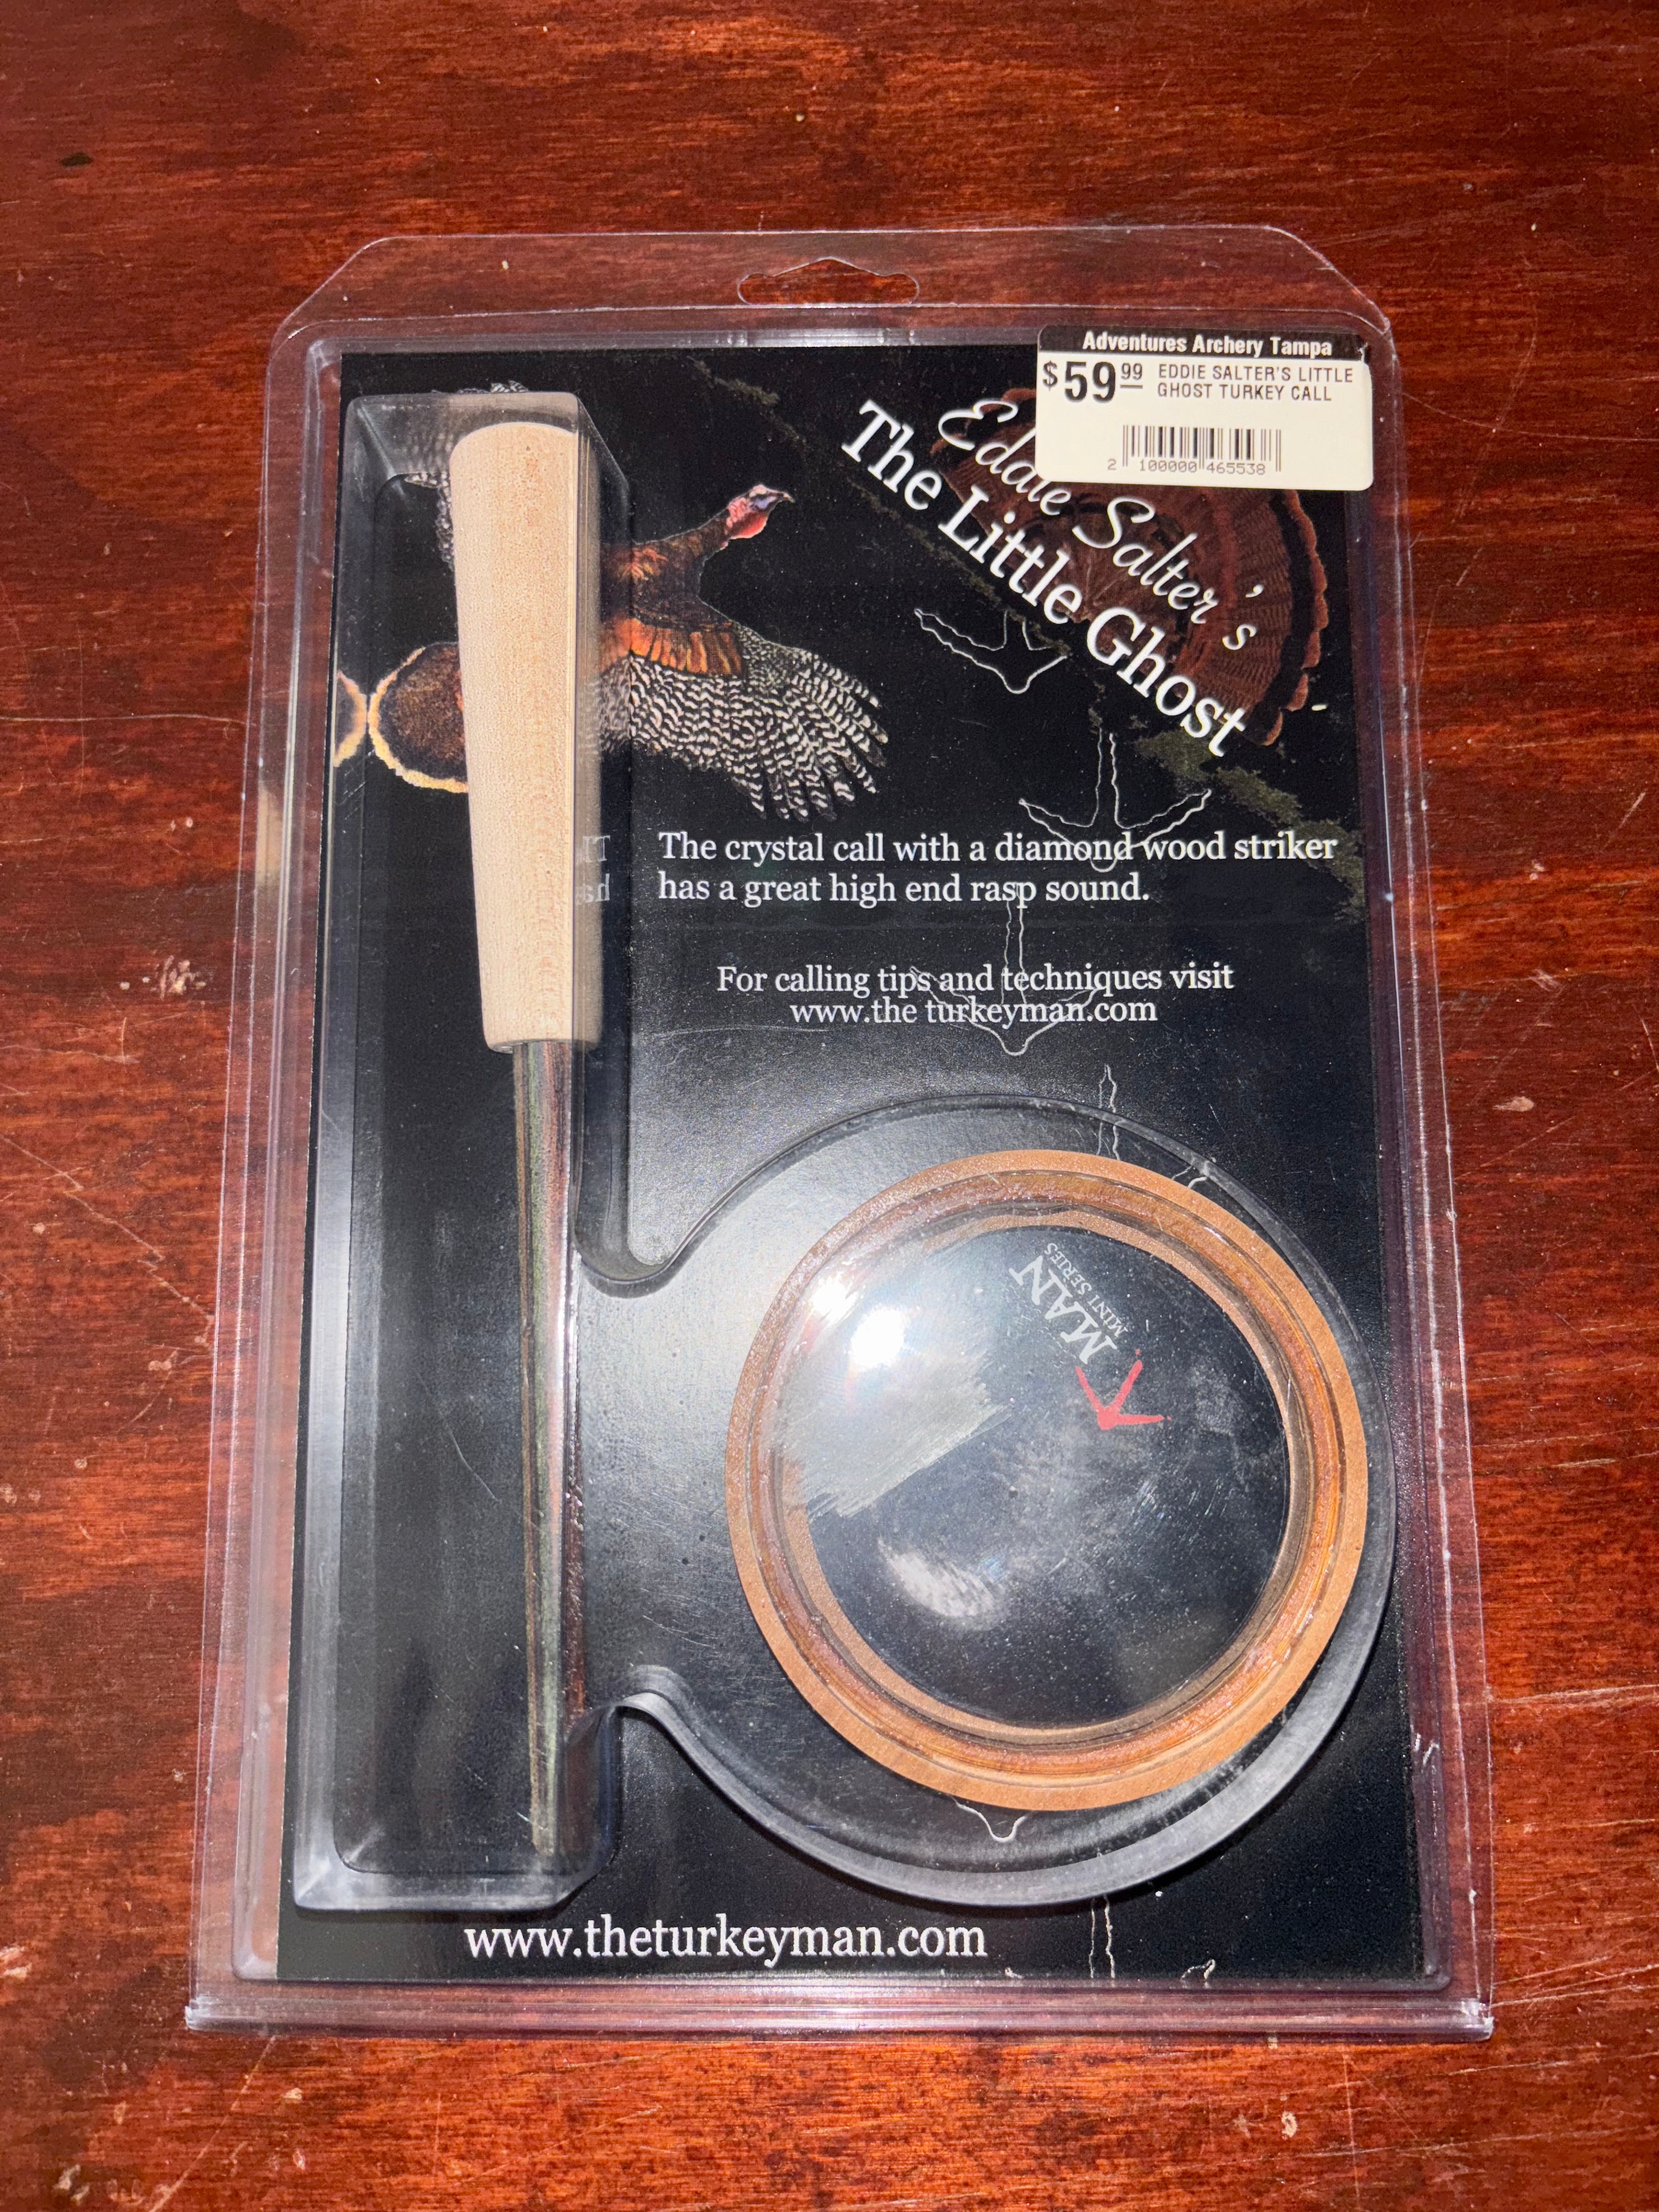 Adventures Archery Tampa
$59 99
EDDIE SALTER'S LITTLE
GHOST TURKEY CALL
2 100000 465538
Eddie Salter's
The Little Ghost
The crystal call with a diamond wood striker
has a great high end rasp sound.
For calling tips and techniques visit
www.the turkeyman.com
MAN
MINT SERIES
www.theturkeyman.com